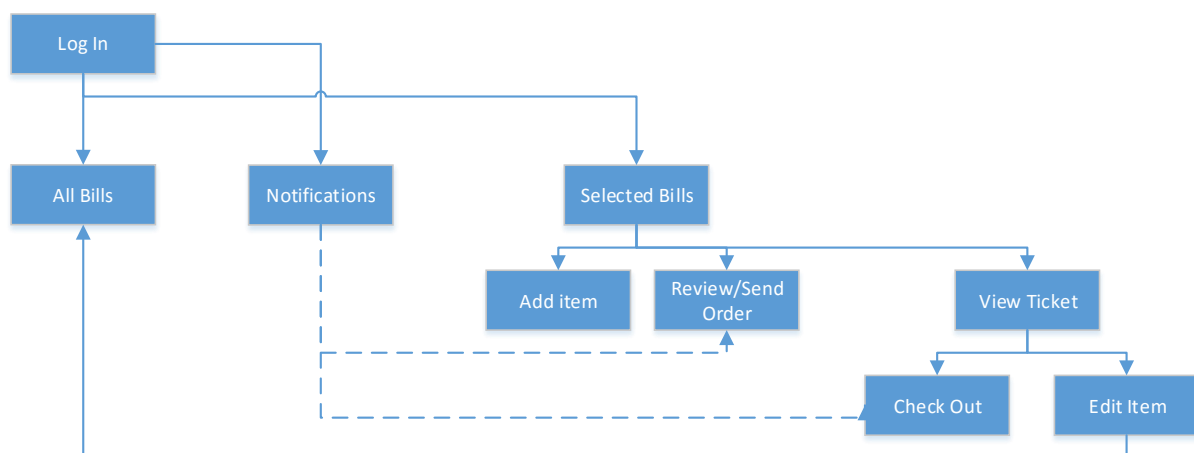 Log In
All Bills
Notifications
Selected Bills
Add item
Review/Send
Order
View Ticket
Check Out
Edit Item